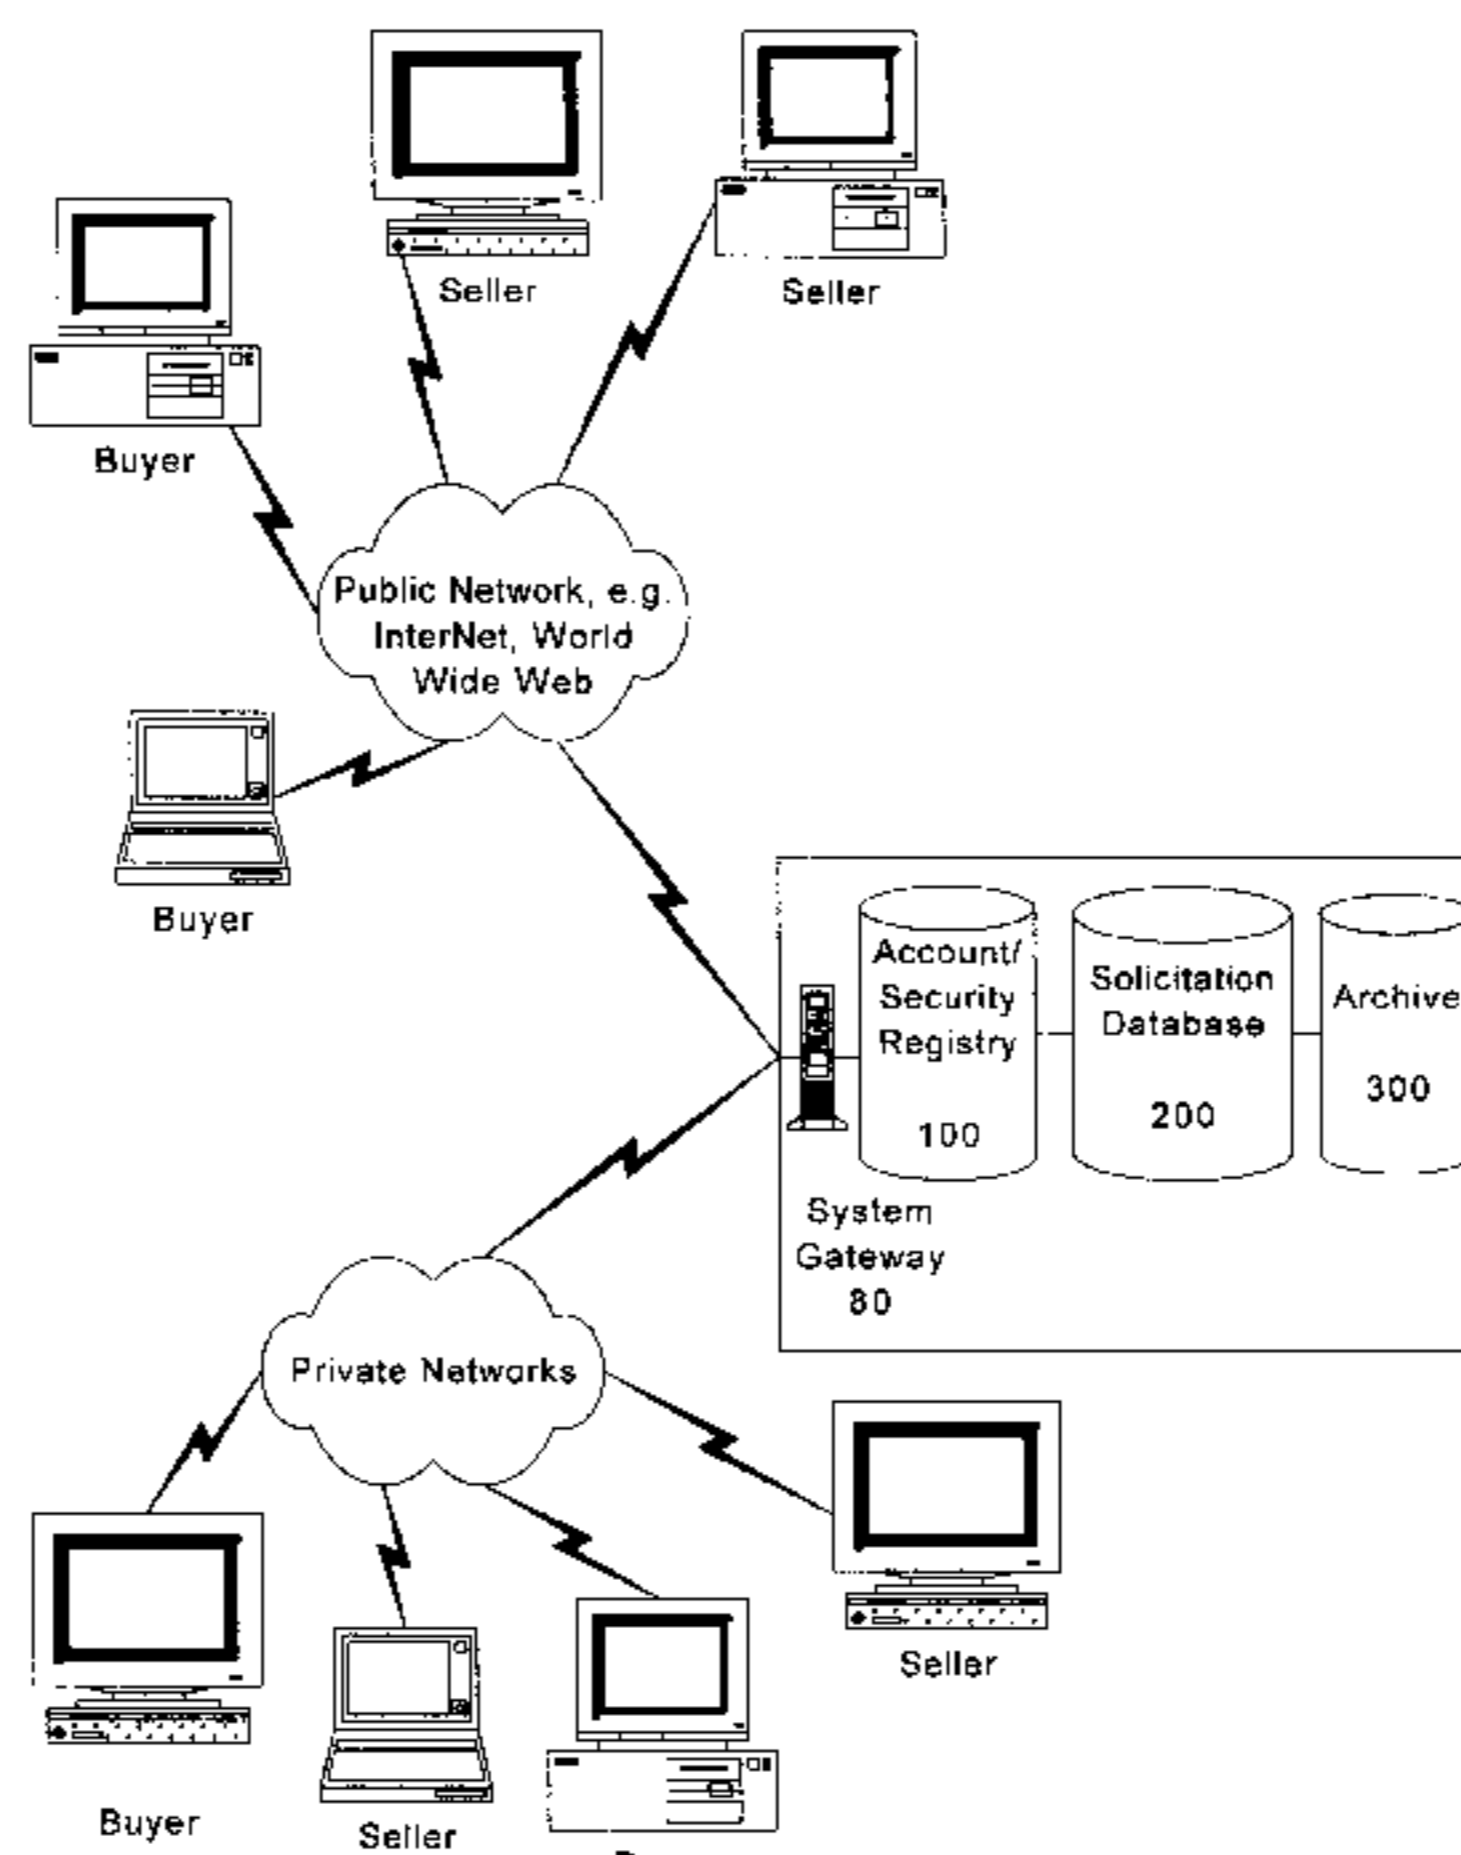 Seller
Seller
Buyer
Public Network, e.g.
InterNet, World
Wide Web
Buyer
Account/
Security
Registry
100
Solicitation
Database
200
Archive
300
System
Gateway
80
Private Networks
Seller
Buyer
Seller